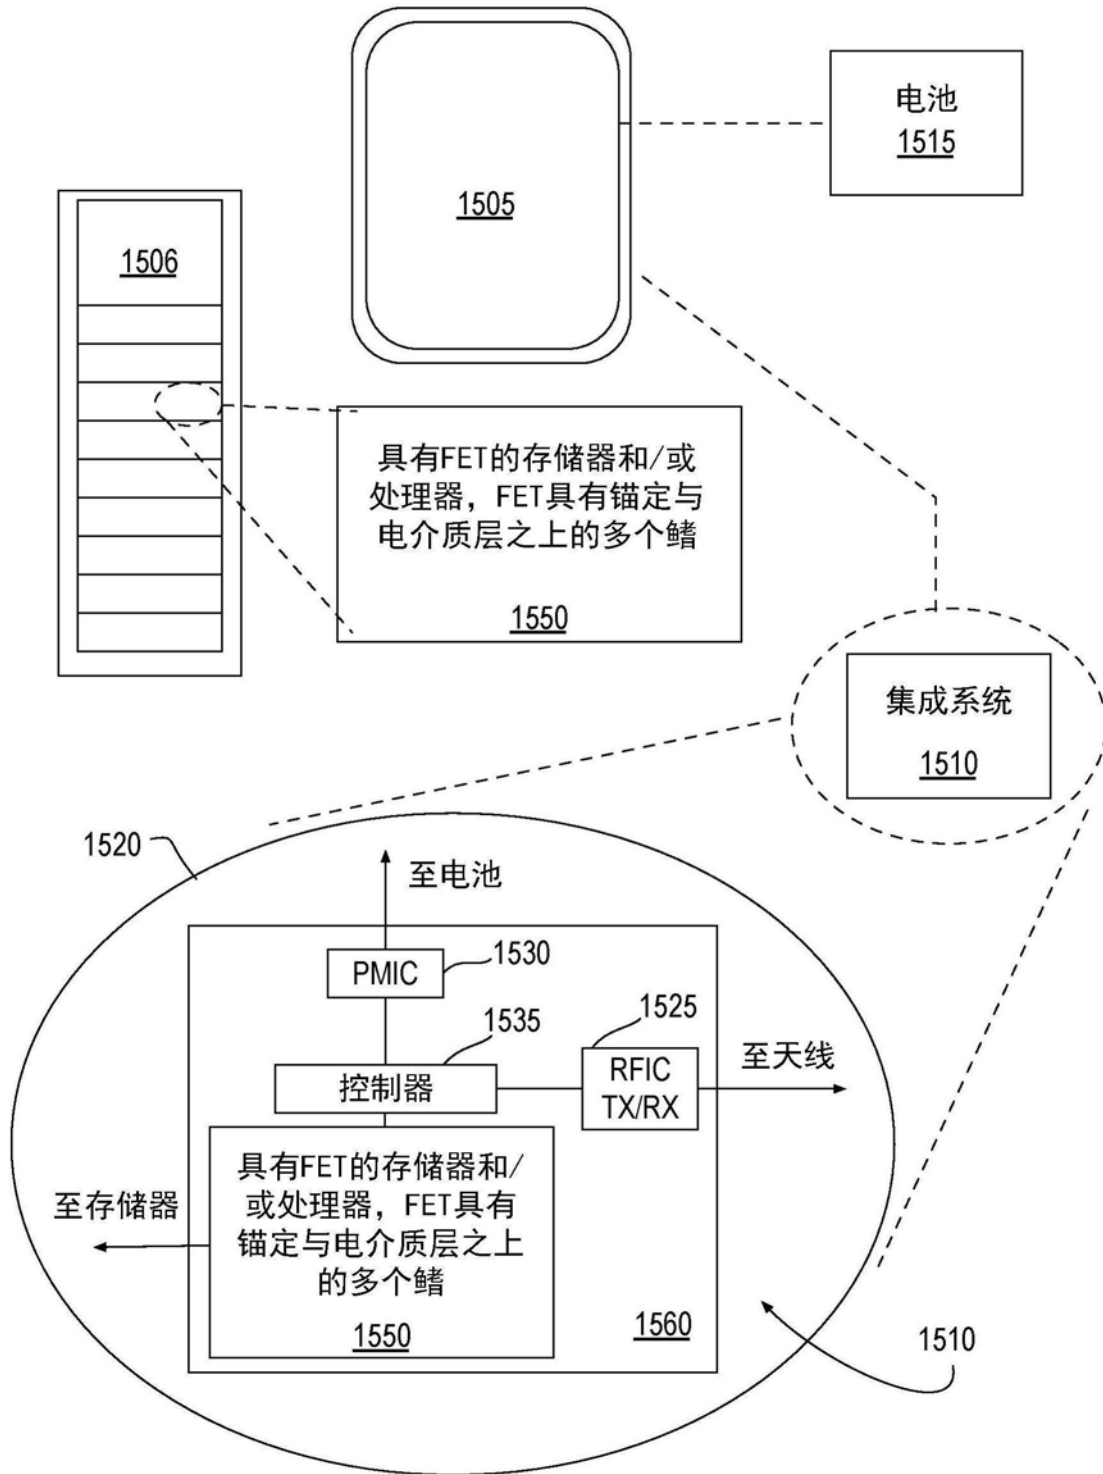 电池
1515
1505
1506
具有FET的存储器和/或
处理器，FET具有锚定与
电介质层之上的多个鳍
1550
集成系统
1510
1520
至电池
PMIC
1530
1535
1525
控制器
RFIC
TX/RX
至天线
具有FET的存储器和/
或处理器，FET具有
锚定与电介质层之上
的多个鳍
至存储器
1550
1560
1510